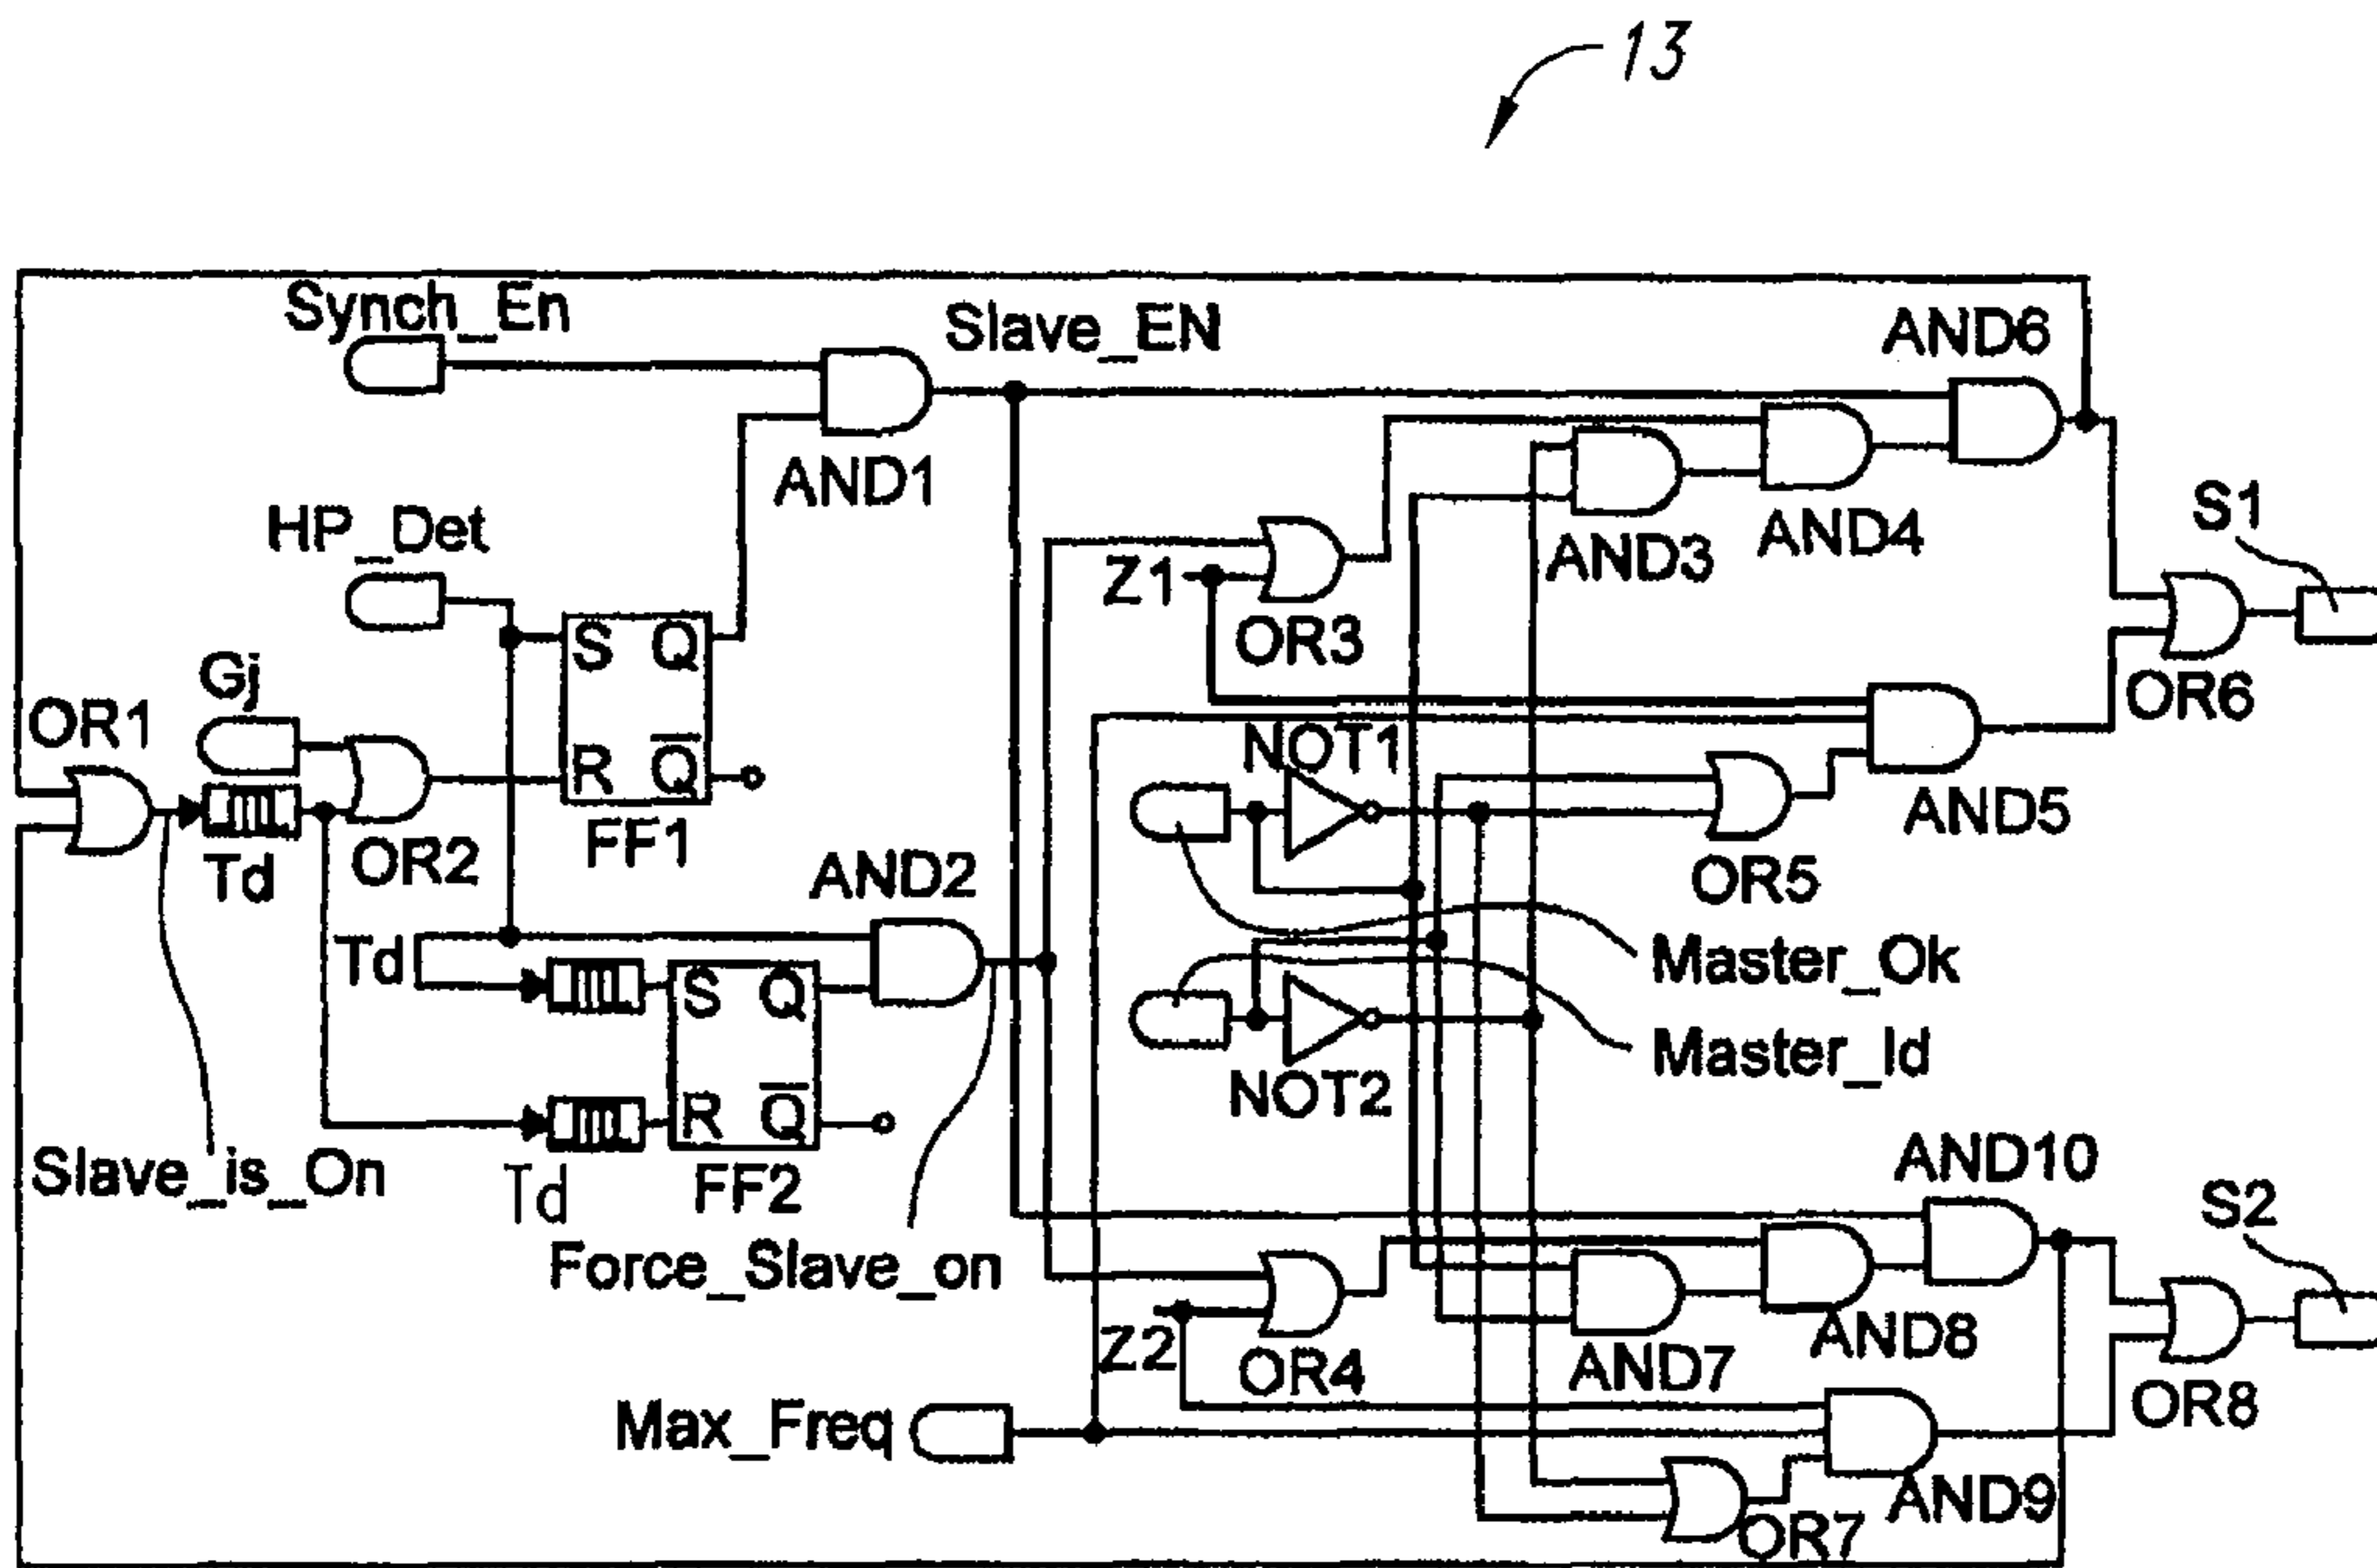 13
Synch_En
Slave_EN
AND6
AND1
HP_Det
S1
AND3
AND4
Z1
OR3
S Q
Gj
OR1
OR6
NOT1
R Q
AND5
FF1
OR2
Td
AND2
OR5
Td
Master_Ok
S Q
Master_Id
NOT2
R Q
AND10
Slave_is_On
Td
FF2
S2
Force_Slave_on
AND8
Z2
OR4
AND7
OR8
Max_Freq
AND9
OR7